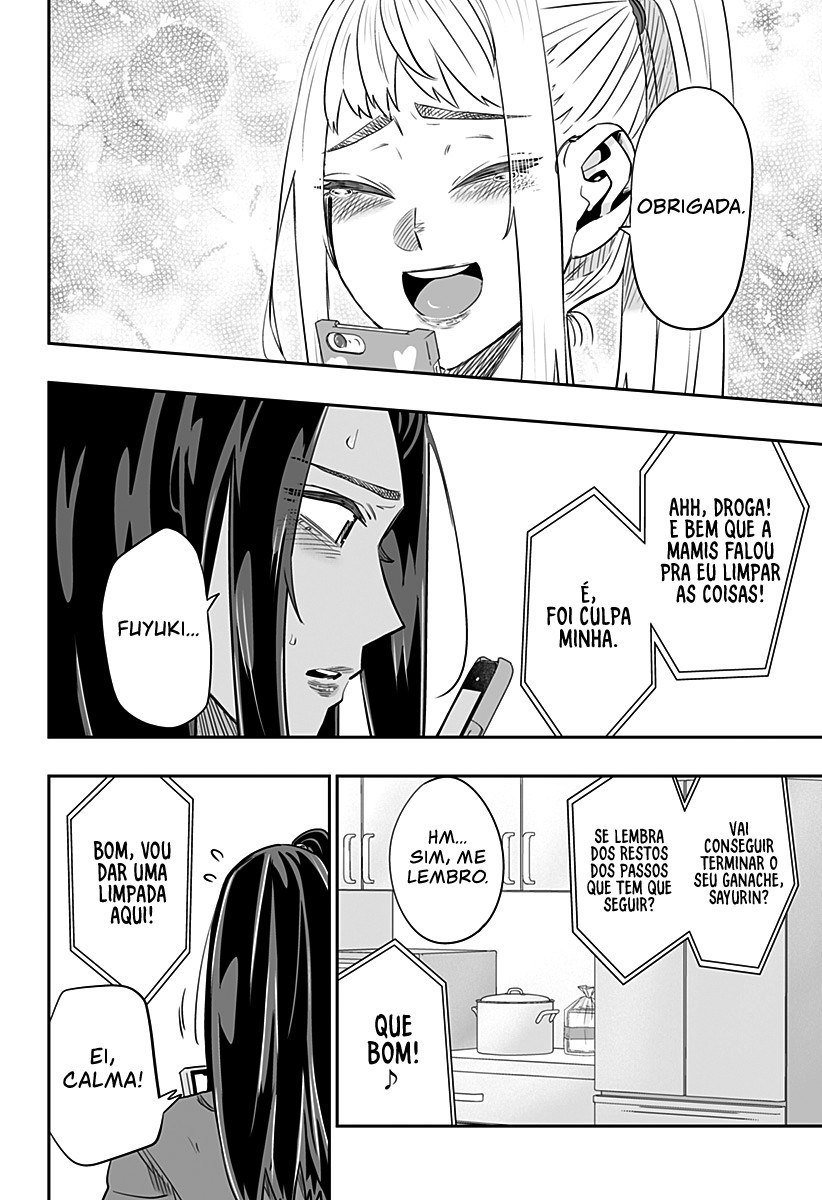 OBRIGADA.
AHH, DROGA!
E BEM QUE A
MAMIS FALOU
PRA EU LIMPAR
AS COISAS!
É,
FOI CULPA
MINHA.
FUYUKI...
VAI
CONSEGUIR
TERMINAR O
SEU GANACHE,
SAYURIN?
SE LEMBRA
DOS RESTOS
DOS PASSOS
QUE TEM QUE
SEGUIR?
HM...
SIM, ME
LEMBRO.
QUE
BOM!
♪
BOM, VOU
DAR UMA
LIMPADA
AQUI!
EI,
CALMA!